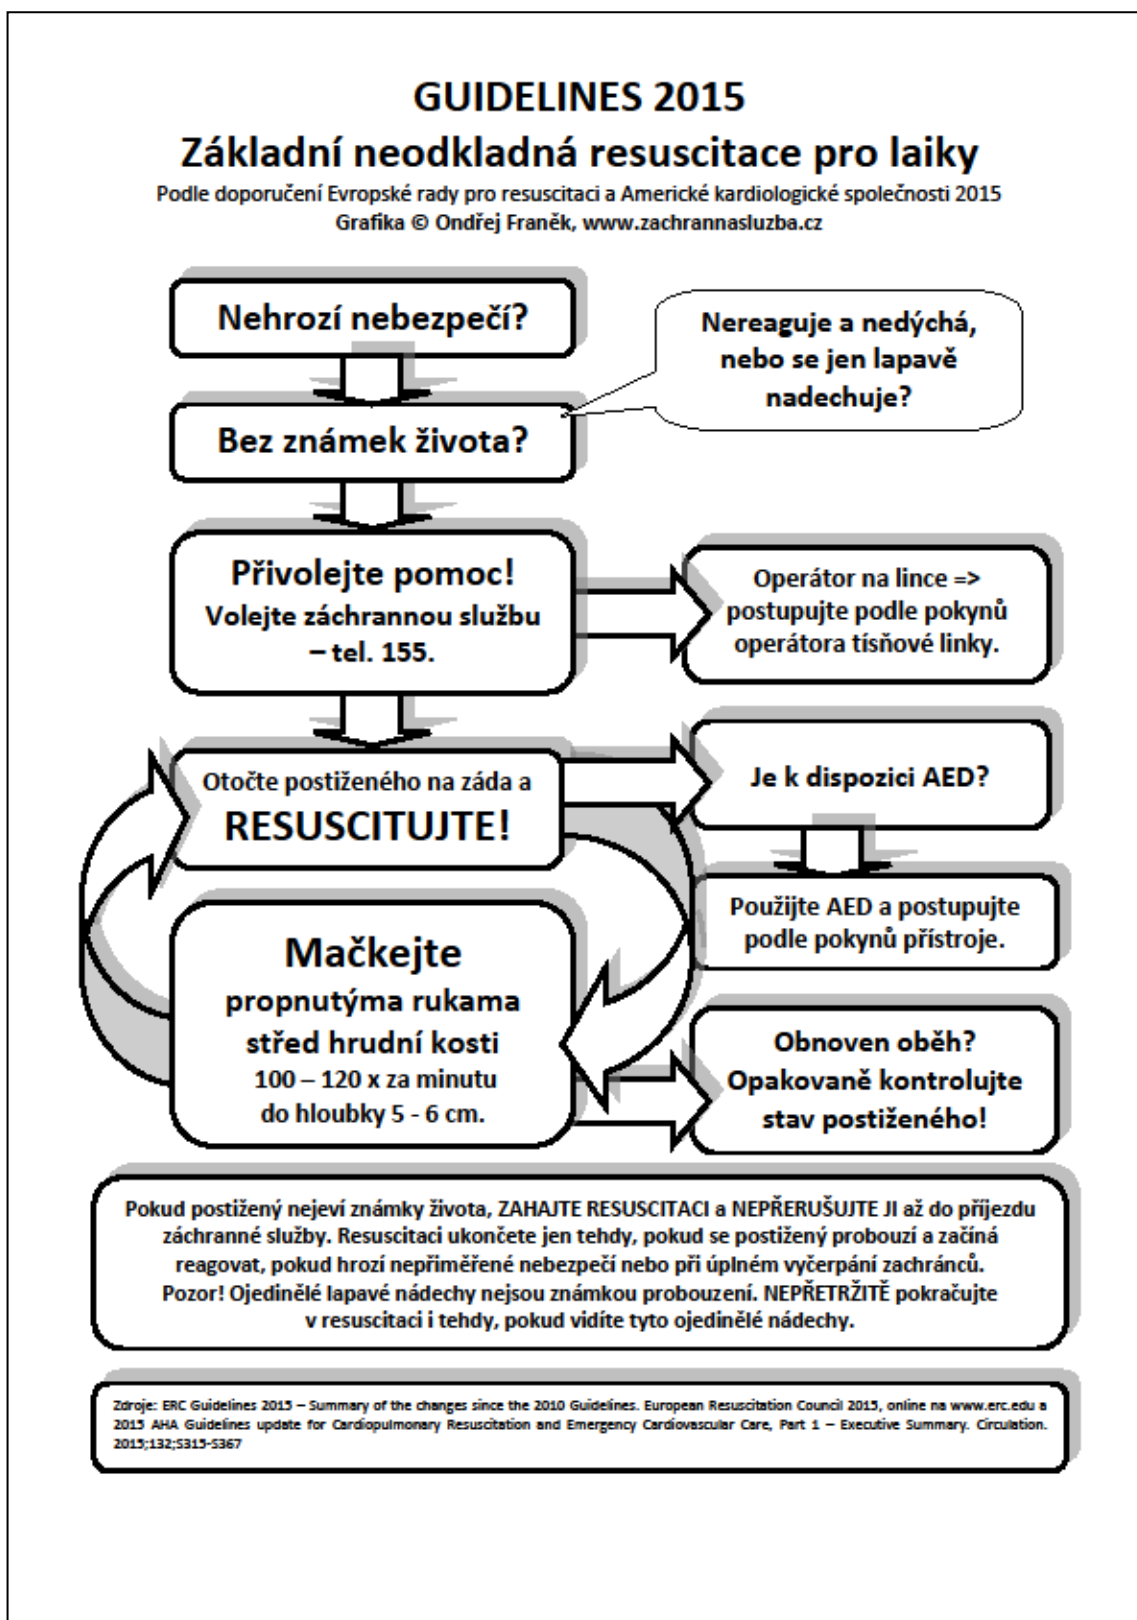 GUIDELINES 2015
Základní neodkladná resuscitace pro laiky
Podle doporučení Evropské rady pro resuscitaci a Americké kardiologické společnosti 2015
Grafika © Ondřej Franěk, www.zachrannasluzba.cz
Nehrozí nebezpečí?
Nereaguje a nedýchá,
nebo se jen lapavě
nadechuje?
Bez známek života?
Přivolejte pomoc!
Volejte záchrannou službu
– tel. 155.
Operátor na lince =>
postupujte podle pokynů
operátora tísňové linky.
Otočte postiženého na záda a
RESUSCITUJTE!
Je k dispozici AED?
Použijte AED a postupujte
podle pokynů přístroje.
Mačkejte
propnutýma rukama
střed hrudní kosti
100 – 120 x za minutu
do hloubky 5 - 6 cm.
Obnoven oběh?
Opakovaně kontrolujte
stav postiženého!
Pokud postižený nejeví známky života, ZAHAJTE RESUSCITACI a NEPŘERUŠUJTE JI až do příjezdu
záchranné služby. Resuscitaci ukončete jen tehdy, pokud se postižený probouzí a začíná
reagovat, pokud hrozí nepřiměřené nebezpečí nebo při úplném vyčerpání zachránců.
Pozor! Ojedinělé lapavé nádechy nejsou známkou probouzení. NEPŘETRŽITĚ pokračujte
v resuscitaci i tehdy, pokud vidíte tyto ojedinělé nádechy.
Zdroje: ERC Guidelines 2015 – Summary of the changes since the 2010 Guidelines. European Resuscitation Council 2015, online na www.erc.edu a
2015 AHA Guidelines update for Cardiopulmonary Resuscitation and Emergency Cardiovascular Care, Part 1 – Executive Summary. Circulation.
2015;132;S315-S367